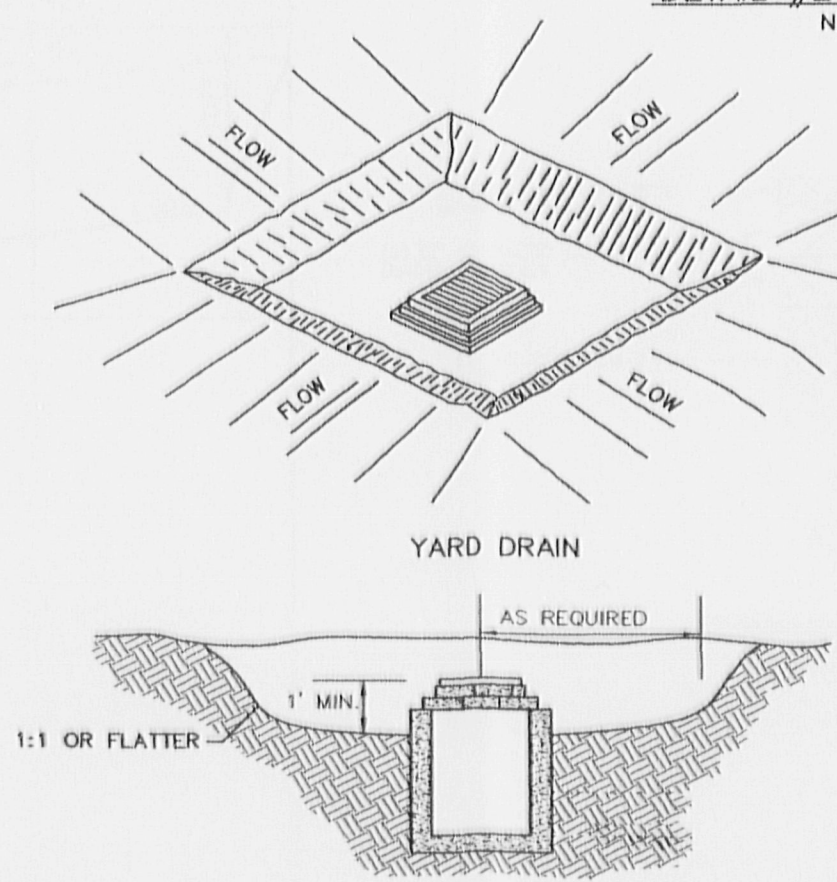 N
FLOW
FLOW
FLOW
FLOW
YARD DRAIN
AS REQUIRED
1' MIN.
1:1 OR FLATTER